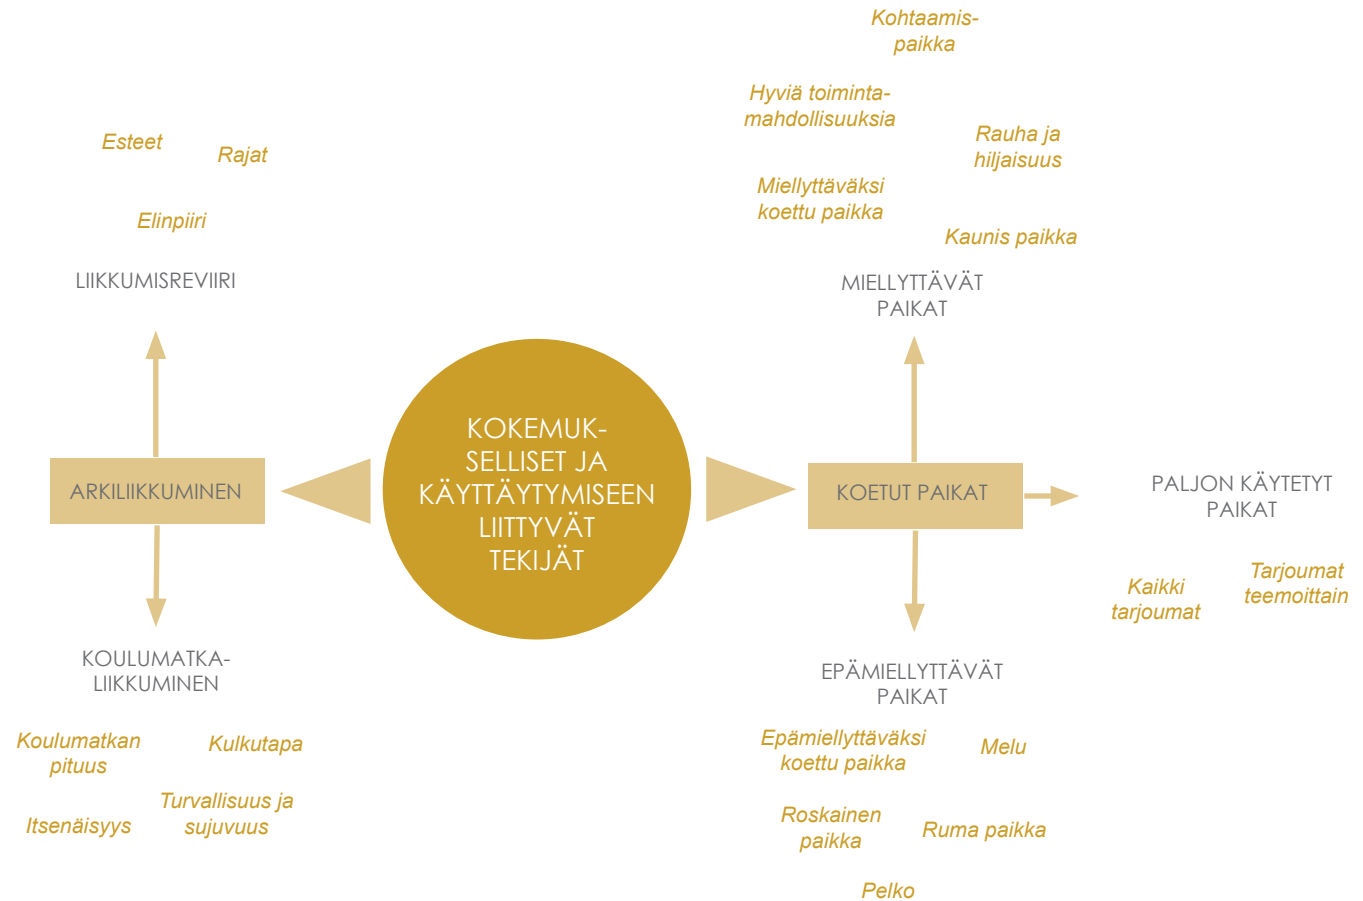 Esteet
Rajat
Elinpiiri
LIIKKUMISREVIIRI
ARKILIIKKUMINEN
KOULUMATKA-
LIIKKUMINEN
Koulumatkan
pituus
Kulkutapa
Itsenäisyys
Turvallisuus ja
sujuvuus
KOKEMUK-
SELLISET JA
KÄYTTÄYTYMISEEN
LIITTYVÄT
TEKIJÄT
Kohtaamis-
paikka
Hyviä toiminta-
mahdollisuuksia
Rauha ja
hiljaisuus
Miellyttäväksi
koettu paikka
Kaunis paikka
MIELLYTTÄVÄT
PAIKAT
KOETUT PAIKAT
PALJON KÄYTETYT
PAIKAT
Kaikki
tarjoumat
Tarjoumat
teemoittain
EPÄMIELLYTTÄVÄT
PAIKAT
Epämiellyttäväksi
koettu paikka
Melu
Roskainen
paikka
Ruma paikka
Pelko